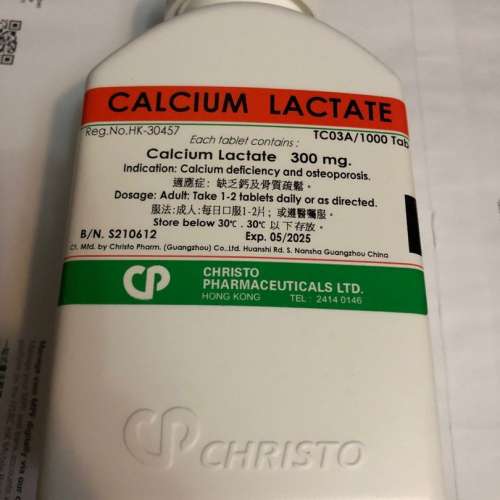 CALCIUM LACTATE
Reg.No.HK-30457
TC03A/1000 Tab
Each tablet contains :
Calcium Lactate 300 mg.
Indication: Calcium deficiency and osteoporosis.
適應症: 缺乏鈣及骨質疏鬆。
Dosage: Adult: Take 1-2 tablets daily or as directed.
服法:成人:每日口服1-2片; 或遵醫囑服。
Store below 30℃. 30℃ 以下存放。
B/N. S210612 Exp. 05/2025
Mfd. by Christo Pharm. (Guangzhou) Co.,Ltd. Huanshi Rd. S. Nansha Guangzhou China
CP
CHRISTO
PHARMACEUTICALS LTD.
HONG KONG TEL : 2414 0146
CP CHRISTO